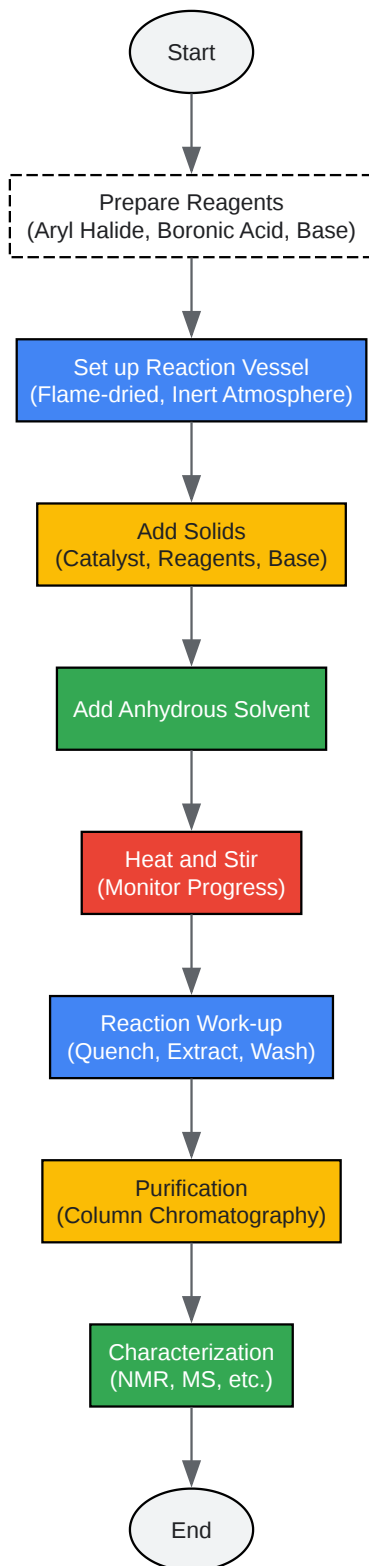 Start
Prepare Reagents
(Aryl Halide, Boronic Acid, Base)
Set up Reaction Vessel
(Flame-dried, Inert Atmosphere)
Add Solids
(Catalyst, Reagents, Base)
Add Anhydrous Solvent
Heat and Stir
(Monitor Progress)
Reaction Work-up
(Quench, Extract, Wash)
Purification
(Column Chromatography)
Characterization
(NMR, MS, etc.)
End